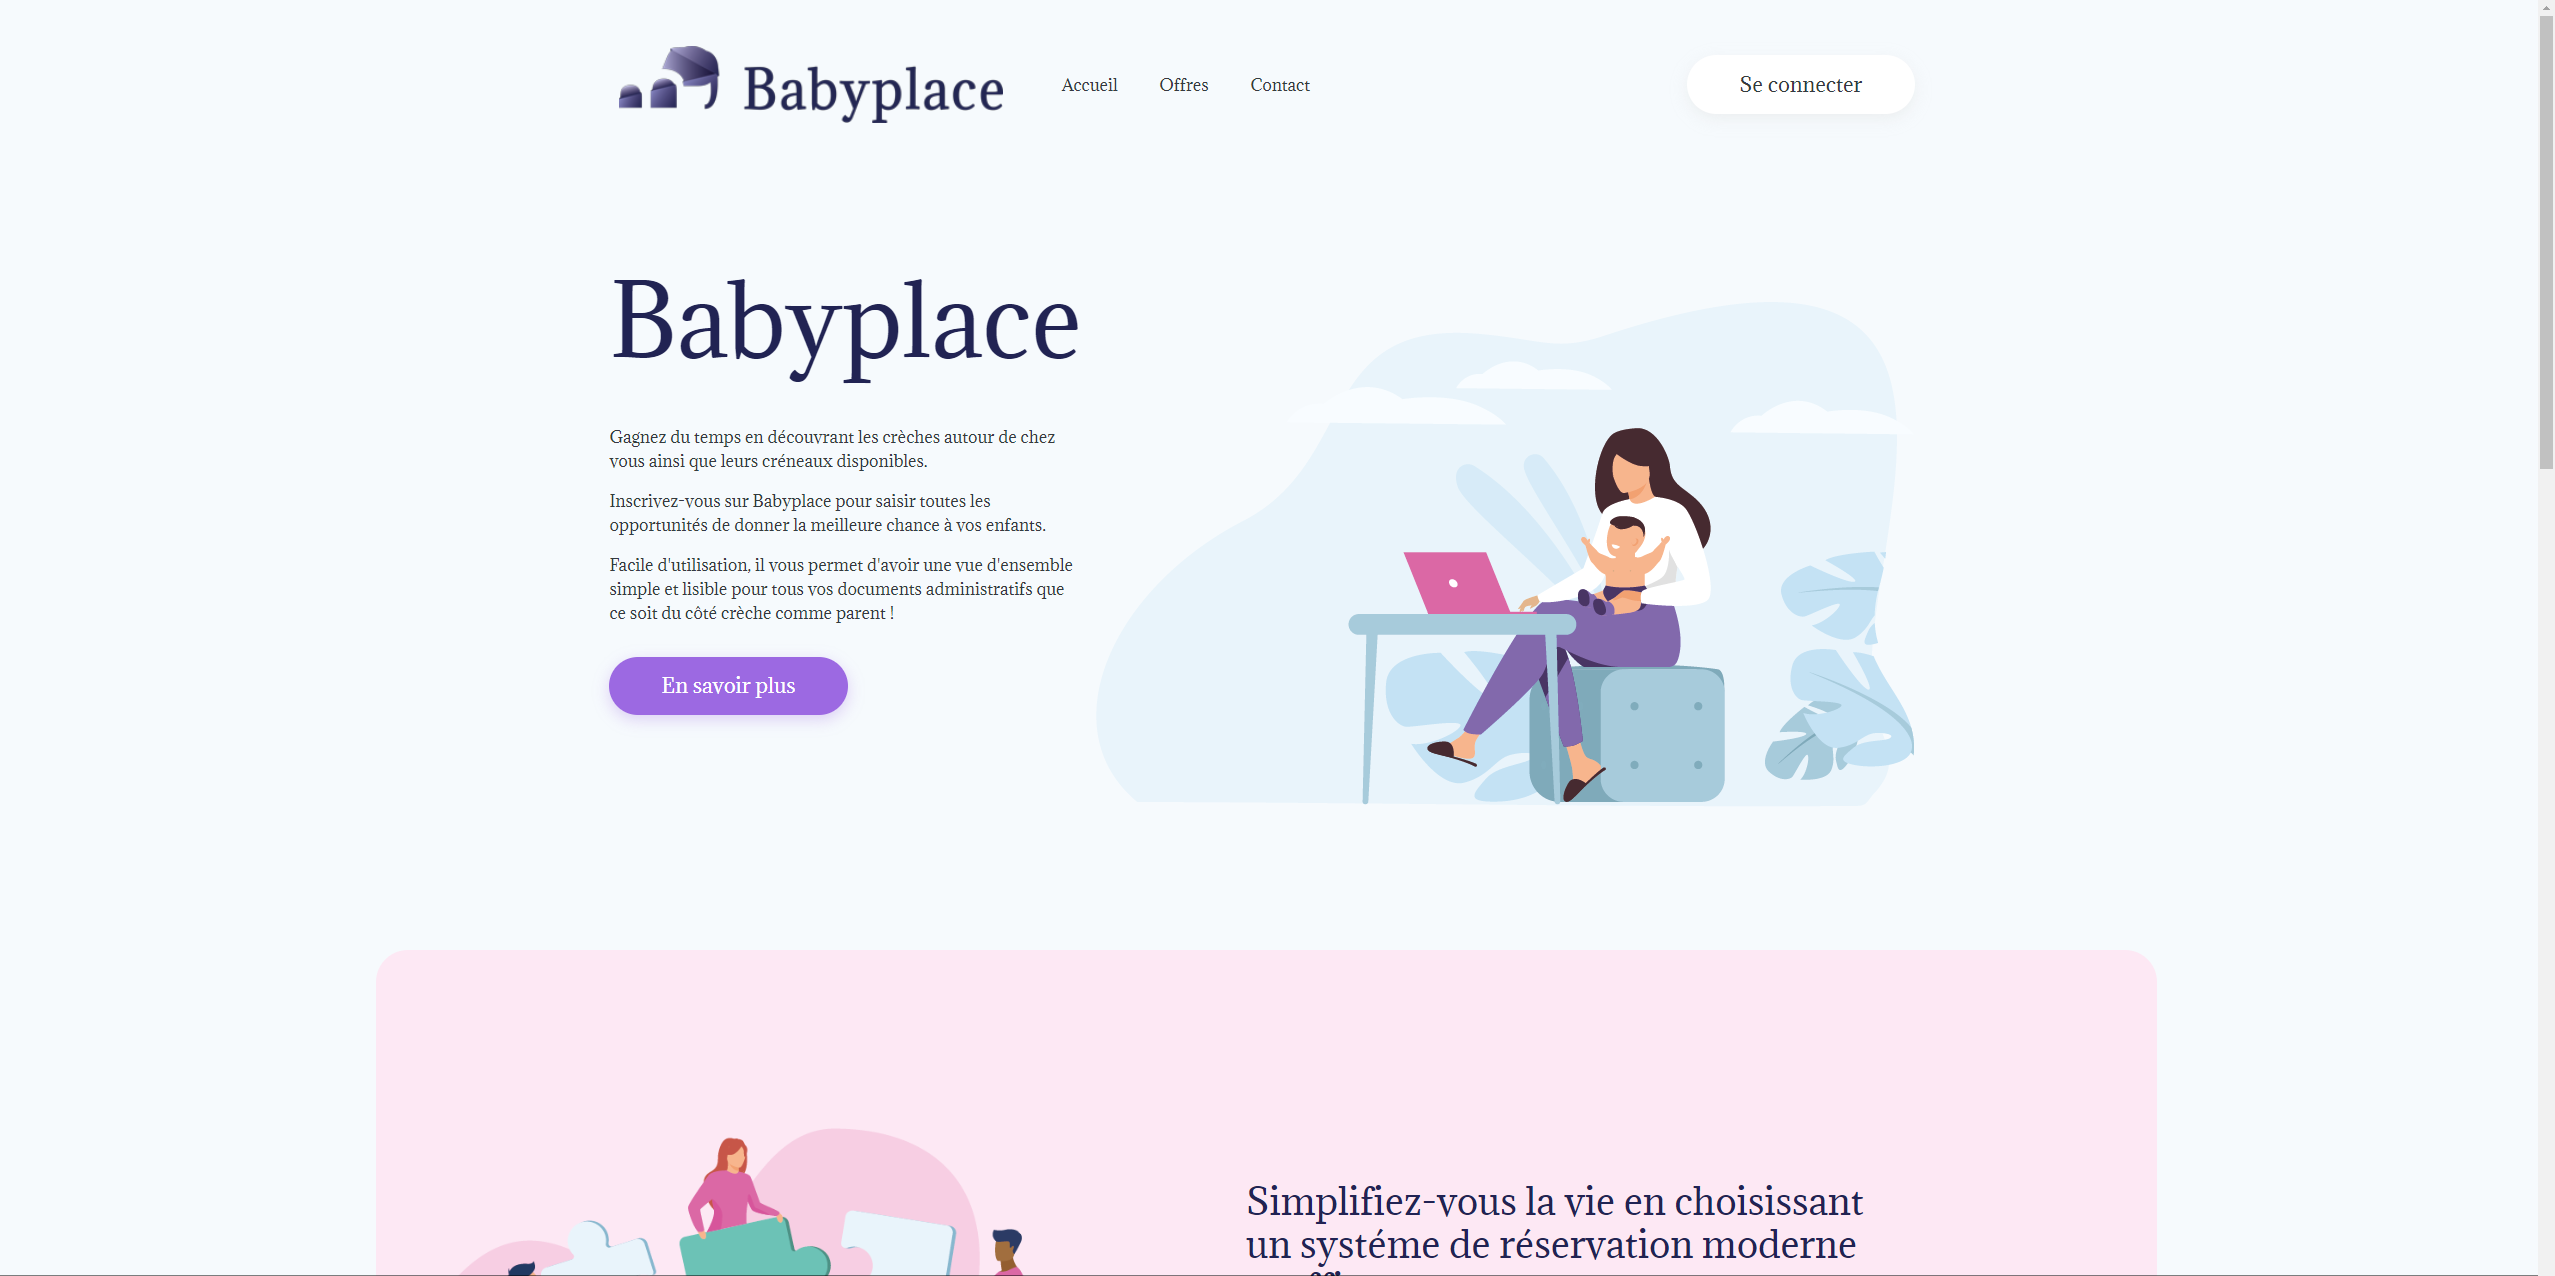 Babyplace
Accueil
Offres
Contact
Se connecter
Babyplace
Gagnez du temps en découvrant les crèches autour de chez
vous ainsi que leurs créneaux disponibles.
Inscrivez-vous sur Babyplace pour saisir toutes les
opportunités de donner la meilleure chance à vos enfants.
Facile d'utilisation, il vous permet d'avoir une vue d'ensemble
simple et lisible pour tous vos documents administratifs que
ce soit du côté crèche comme parent !
En savoir plus
Simplifiez-vous la vie en choisissant
un systéme de réservation moderne